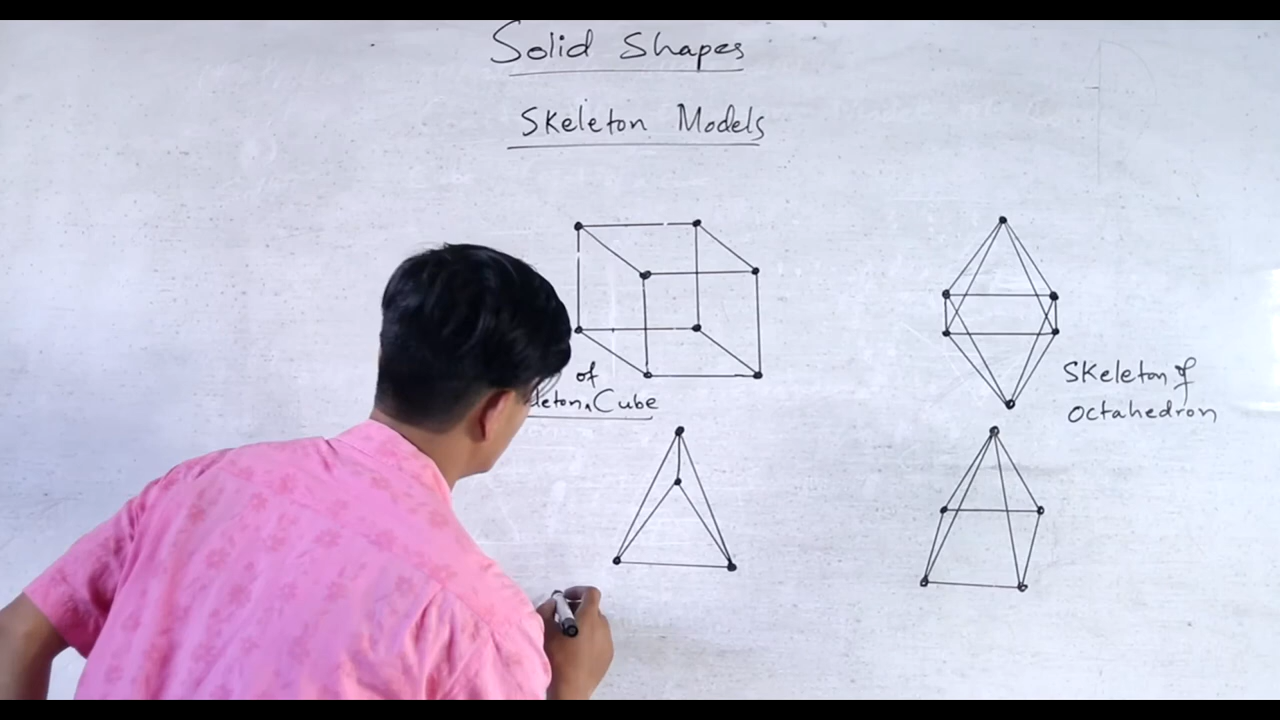 Solid Shapes
Skeleton Models
of
Cube
Skeleton of
octahedron